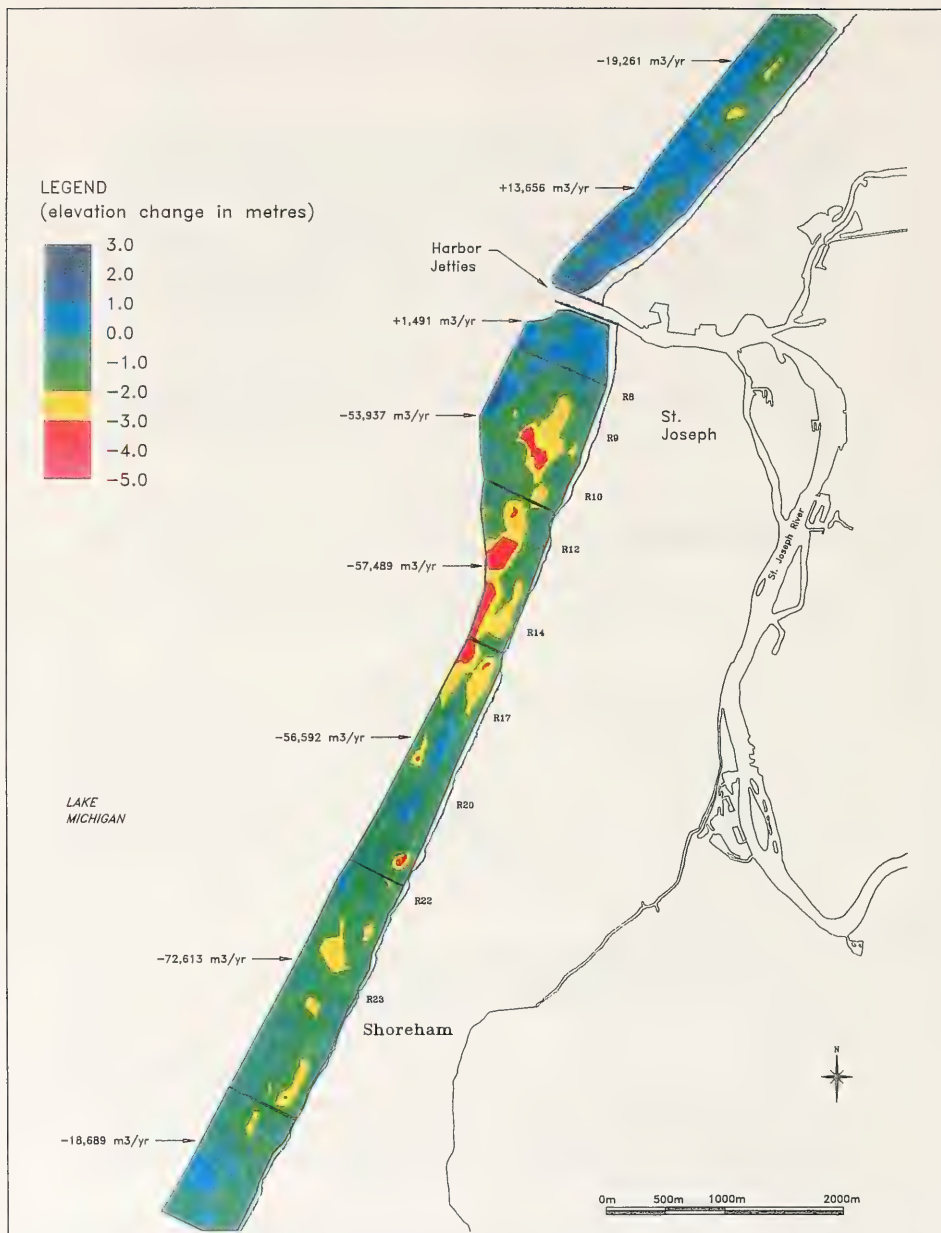 -19,261 m3/yr
LEGEND
(elevation change in metres)
3.0
2.0
1.0
0.0
-1.0
-2.0
-3.0
-4.0
-5.0
+13,656 m3/yr
Harbor
Jetties
+1,491 m3/yr
-53,937 m3/yr
R8
St.
Joseph
R9
R10
R12
St. Joseph River
-57,489 m3/yr
R14
R17
-56,592 m3/yr
LAKE
MICHIGAN
R20
R22
-72,613 m3/yr
R23
Shoreham
N
-18,689 m3/yr
0m 500m 1000m 2000m